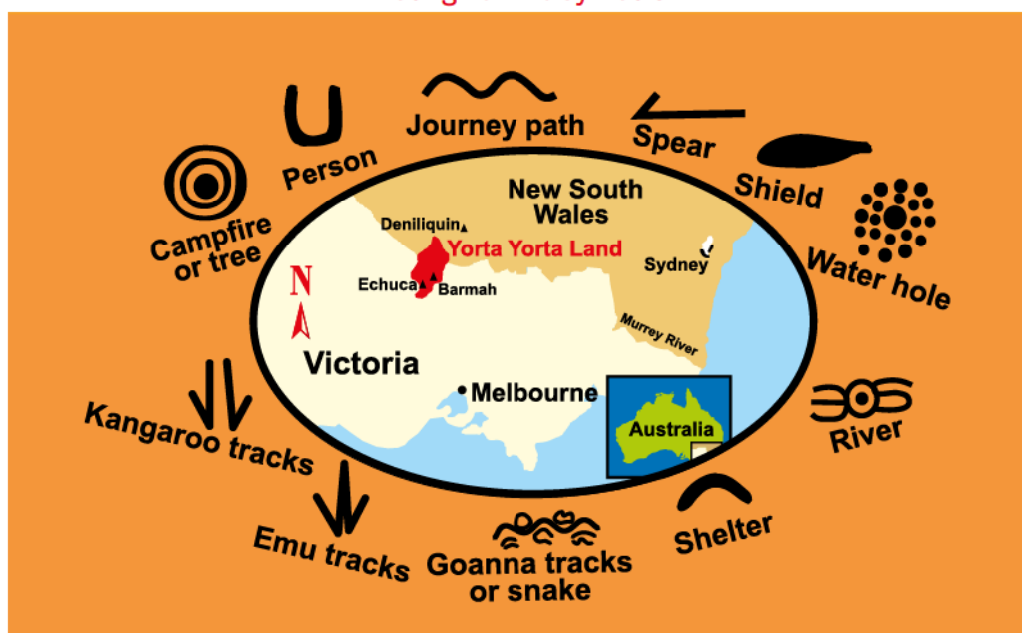 Journey path
Spear
Person
Shield
Campfire
or tree
Water hole
New South
Wales
Deniliquin
Yorta Yorta Land
Sydney
Echuca
Barmah
N
Murrey River
Victoria
Melbourne
Australia
River
Kangaroo tracks
Shelter
Emu tracks
Goanna tracks
or snake